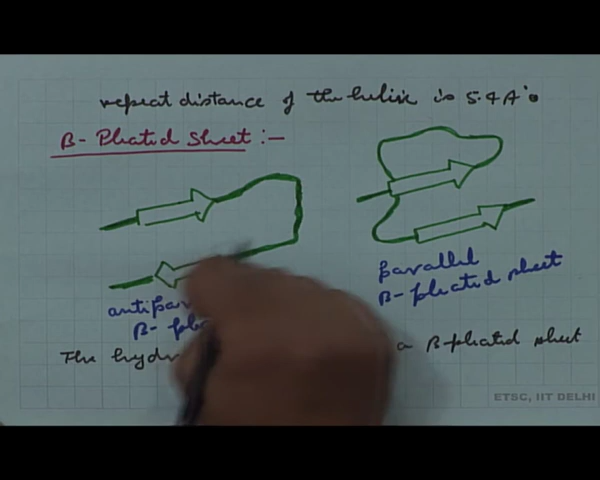 repeat distance of the helix is 5.4A°
β- Pleated Sheet :-
parallel
β- pleated sheet
antipar
β- ple
The hydr a β-pleated sheet
ETSC, IIT DELHI